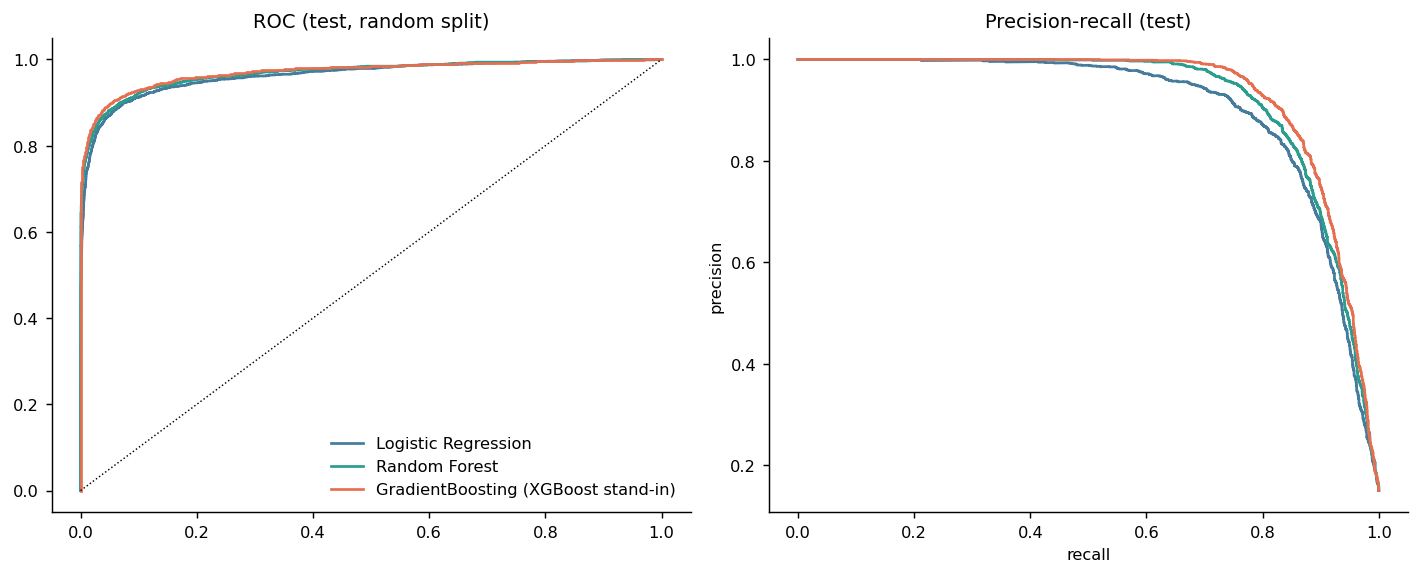 ROC (test, random split)
1.0
0.8
0.6
0.4
0.2
0.0
Logistic Regression
Random Forest
GradientBoosting (XGBoost stand-in)
0.0 0.2 0.4 0.6 0.8 1.0
Precision-recall (test)
precision
1.0
0.8
0.6
0.4
0.2
0.0 0.2 0.4 0.6 0.8 1.0
recall